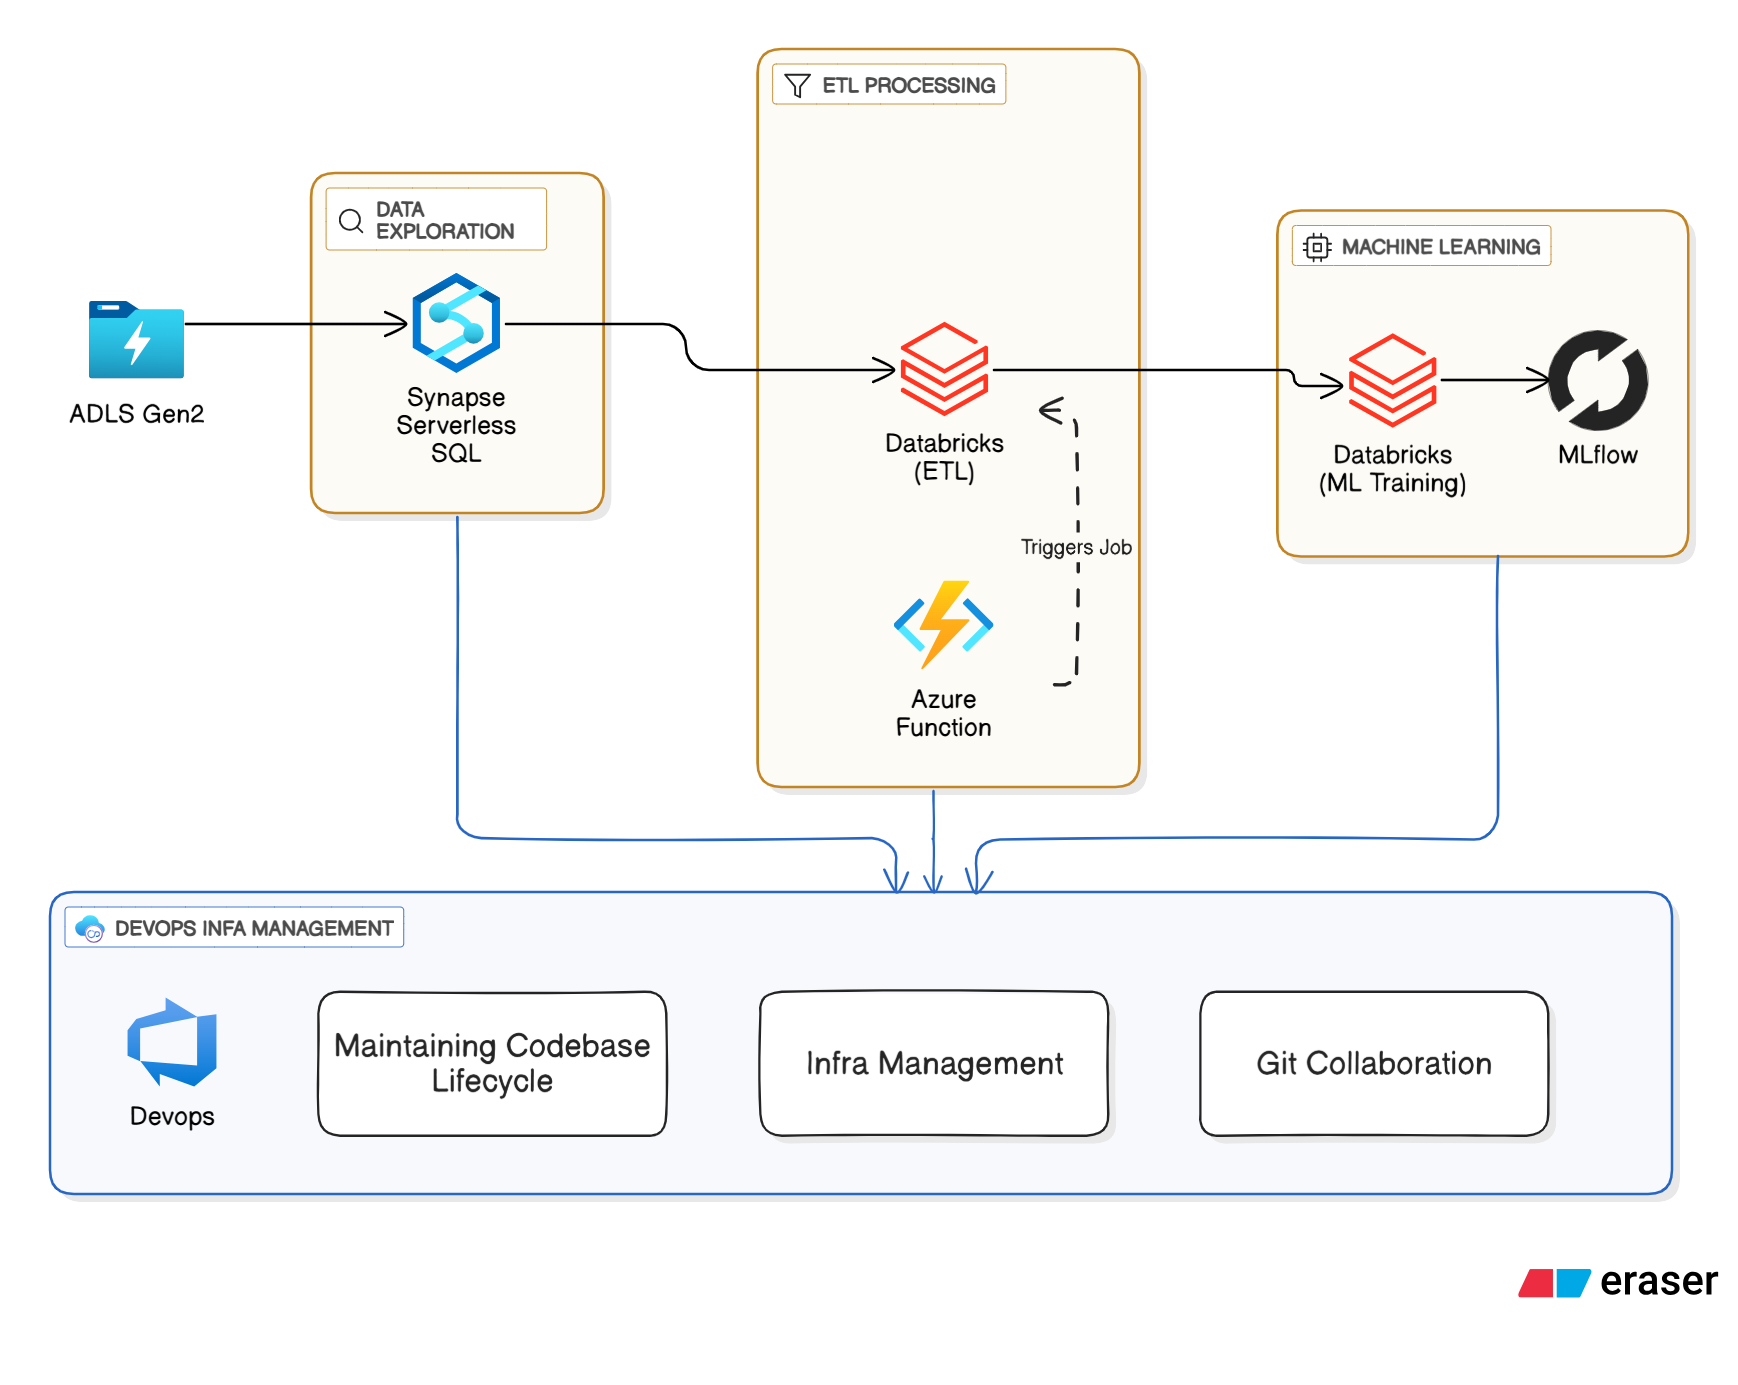 ETL PROCESSING
DATA
EXPLORATION
MACHINE LEARNING
ADLS Gen2
Synapse
Serverless
SQL
Databricks
(ETL)
Databricks
(ML Training)
MLflow
Triggers Job
Azure
Function
DEVOPS INFA MANAGEMENT
Devops
Maintaining Codebase
Lifecycle
Infra Management
Git Collaboration
eraser